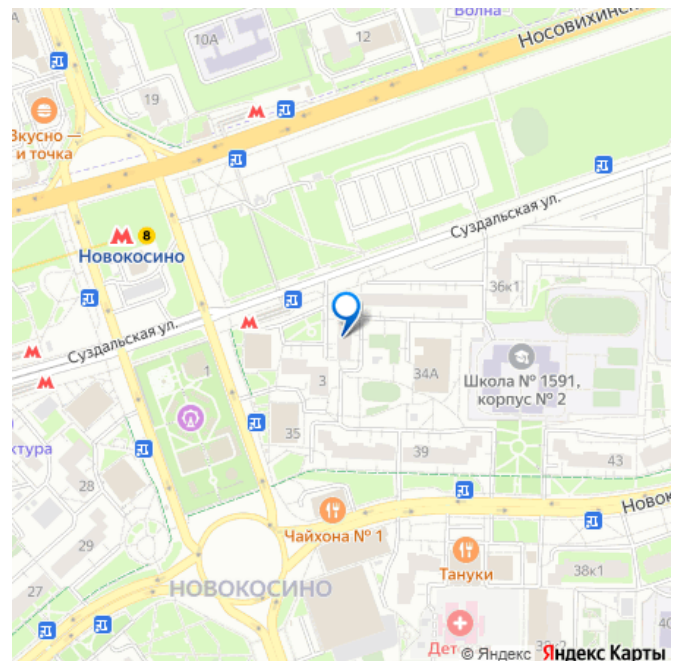 Волна
10А
12
Носовихинск
19
Вкусно —
и точка
Суздальская ул.
8
Новокосино
36к1
Суздальская ул.
1
3
34А
Школа № 1591,
корпус № 2
35
39
43
ктура
28
Новок
Чайхона № 1
29
Тануки
38к1
27
НОВОКОСИНО
40
Дет
39к2
© Яндекс Яндекс Карты